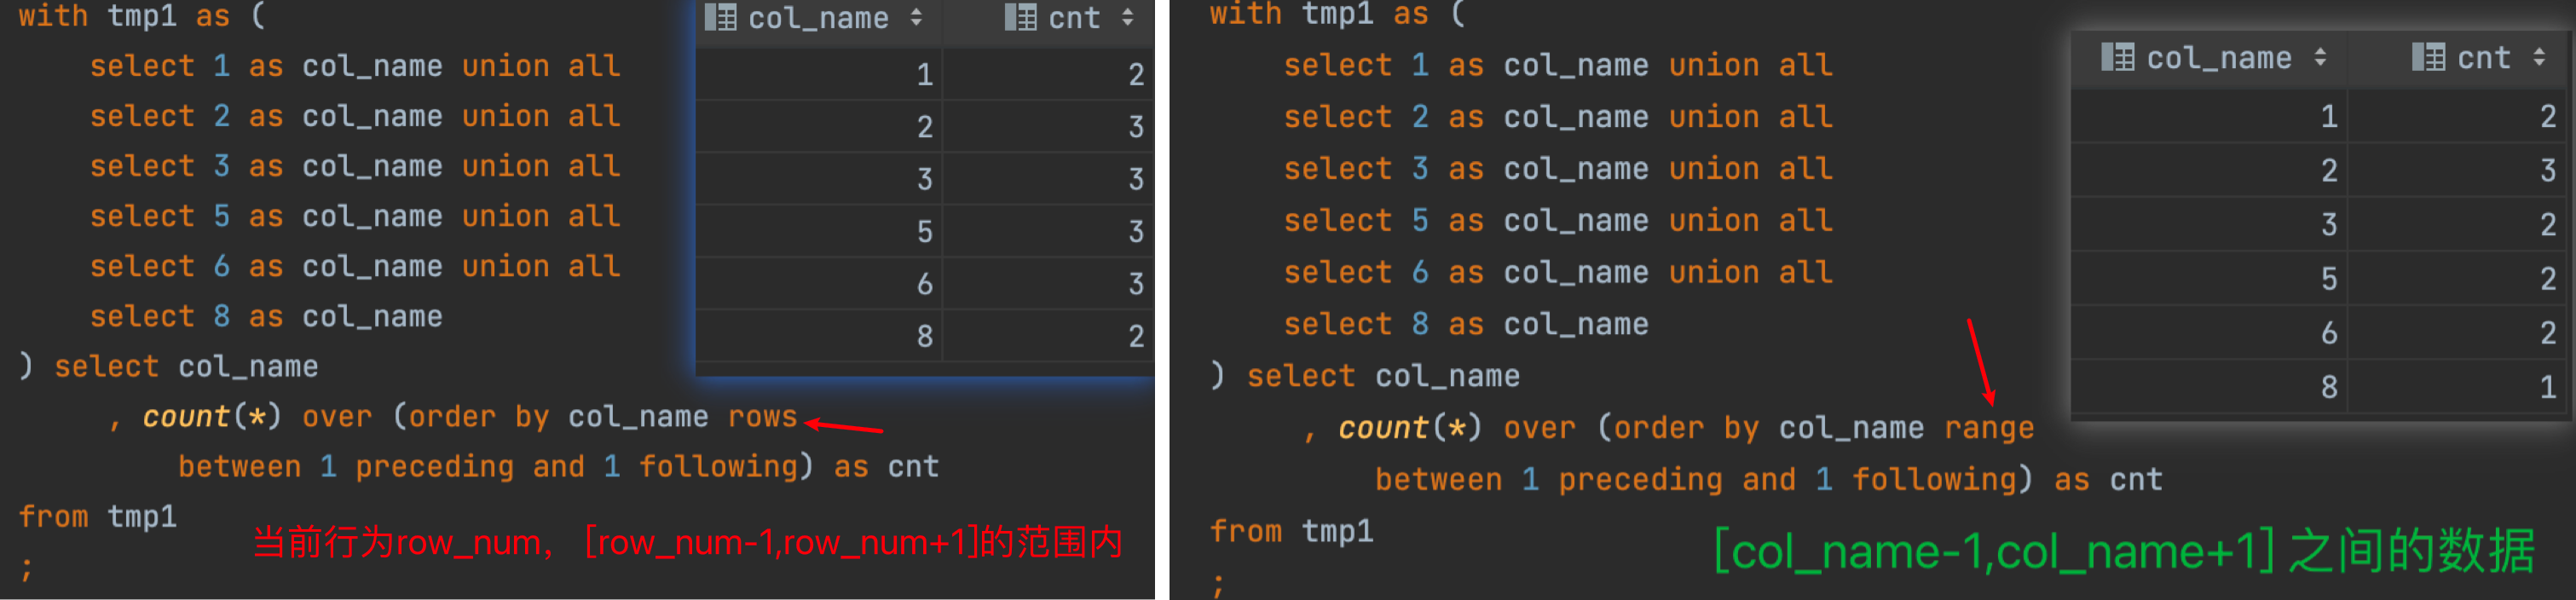 with tmp1 as (
select 1 as col_name union all
select 2 as col_name union all
select 3 as col_name union all
select 5 as col_name union all
select 6 as col_name union all
select 8 as col_name
) select col_name
, count(*) over (order by col_name rows
between 1 preceding and 1 following) as cnt
from tmp1
;
当前行为row_num， [row_num-1,row_num+1]的范围内
col_name cnt
1 2
2 3
3 3
5 3
6 3
8 2
with tmp1 as (
select 1 as col_name union all
select 2 as col_name union all
select 3 as col_name union all
select 5 as col_name union all
select 6 as col_name union all
select 8 as col_name
) select col_name
, count(*) over (order by col_name range
between 1 preceding and 1 following) as cnt
from tmp1
;
[col_name-1,col_name+1] 之间的数据
col_name cnt
1 2
2 3
3 2
5 2
6 2
8 1